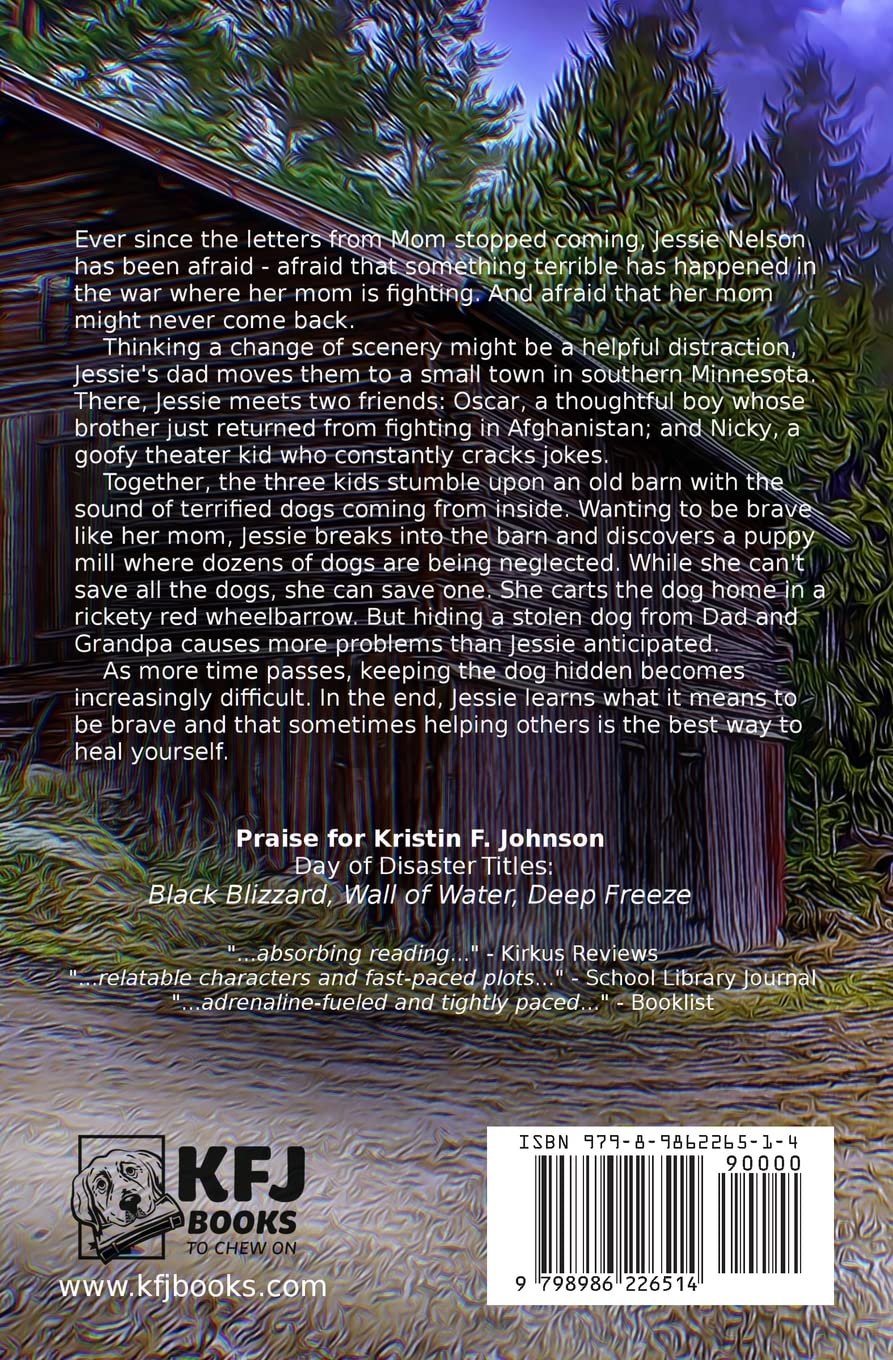 Ever since the letters from Mom stopped coming, Jessie Nelson
has been afraid - afraid that something terrible has happened in
the war where her mom is fighting. And afraid that her mom
might never come back.
Thinking a change of scenery might be a helpful distraction,
Jessie's dad moves them to a small town in southern Minnesota.
There, Jessie meets two friends: Oscar, a thoughtful boy whose
brother just returned from fighting in Afghanistan; and Nicky, a
goofy theater kid who constantly cracks jokes.
Together, the three kids stumble upon an old barn with the
sound of terrified dogs coming from inside. Wanting to be brave
like her mom, Jessie breaks into the barn and discovers a puppy
mill where dozens of dogs are being neglected. While she can't
save all the dogs, she can save one. She carts the dog home in a
rickety red wheelbarrow. But hiding a stolen dog from Dad and
Grandpa causes more problems than Jessie anticipated.
As more time passes, keeping the dog hidden becomes
increasingly difficult. In the end, Jessie learns what it means to
be brave and that sometimes helping others is the best way to
heal yourself.
Praise for Kristin F. Johnson
Day of Disaster Titles:
Black Blizzard, Wall of Water, Deep Freeze
"...absorbing reading..." - Kirkus Reviews
"...relatable characters and fast-paced plots..." - School Library Journal
"...adrenaline-fueled and tightly paced..." - Booklist
KFJ
BOOKS
TO CHEW ON
www.kfjbooks.com
ISBN 979-8-9862265-1-4
90000
9 798986 226514